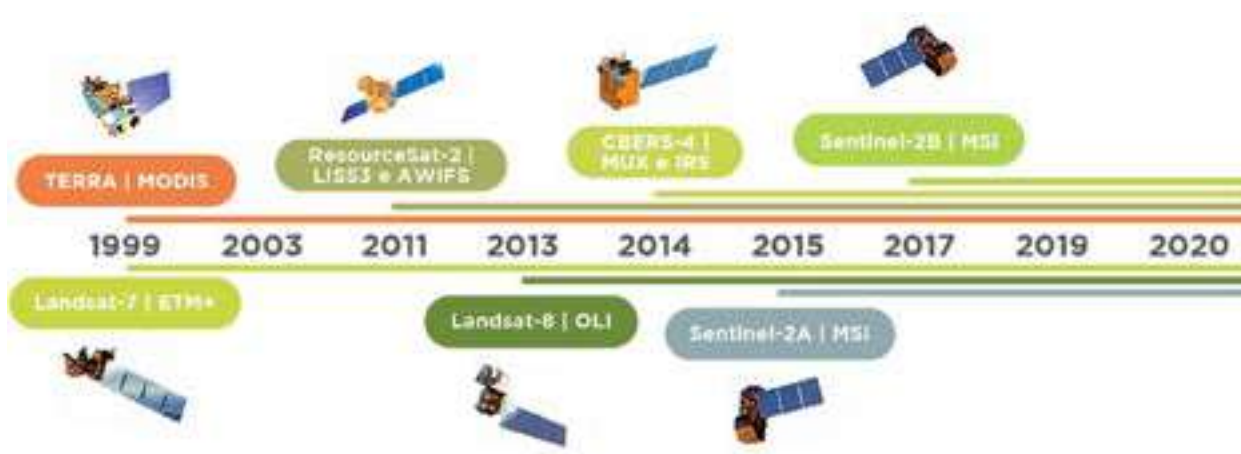 CBERS-4 |
MUX e IRS
Sentinel-2B | MSI
ResourceSat-2 |
LISS3 e AWIFS
TERRA | MODIS
1999 2003 2011 2013 2014 2015 2017 2019 2020
Landsat-7 | ETM+
Landsat-8 | OLI
Sentinel-2A | MSI